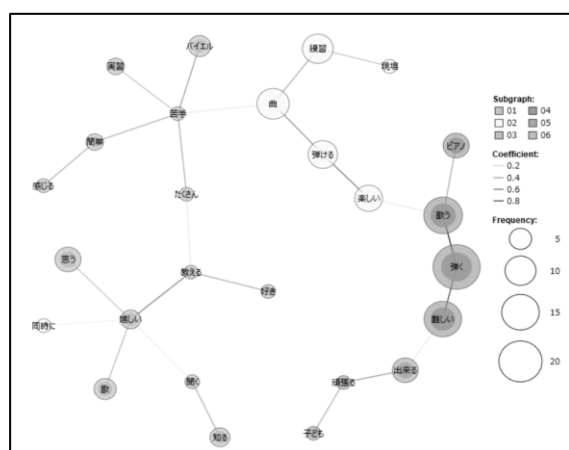 バイエル
実習
苦手
簡単
感じる
たくさん
練習
現場
曲
弾ける
楽しい
ピアノ
歌う
弾く
難しい
出来る
頑張る
子ども
教える
好き
思う
嬉しい
同時に
歌
聞く
知る
Subgraph:
01 04
02 05
03 06
Coefficient:
0.2
0.4
0.6
0.8
Frequency:
5
10
15
20